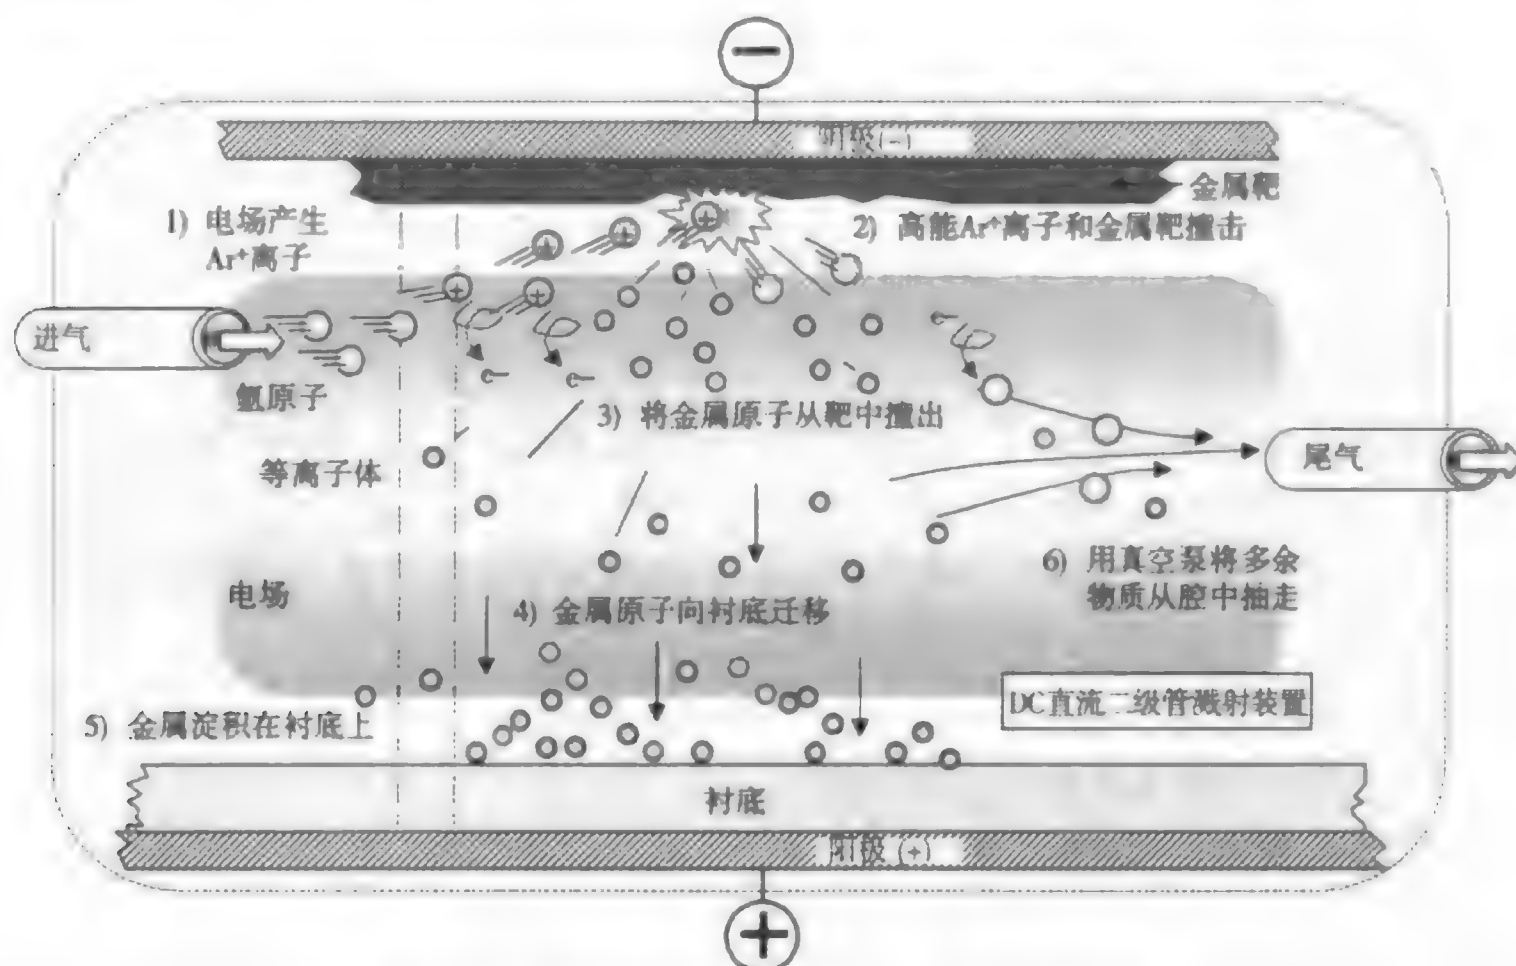 阳极(-)
金属靶
1) 电场产生
Ar⁺离子
2) 高能Ar⁺离子和金属靶撞击
进气
氩原子
3) 将金属原子从靶中撞出
等离子体
尾气
6) 用真空泵将多余
物质从腔中抽走
电场
4) 金属原子向衬底迁移
DC直流二级管溅射装置
5) 金属淀积在衬底上
衬底
阳极 (+)